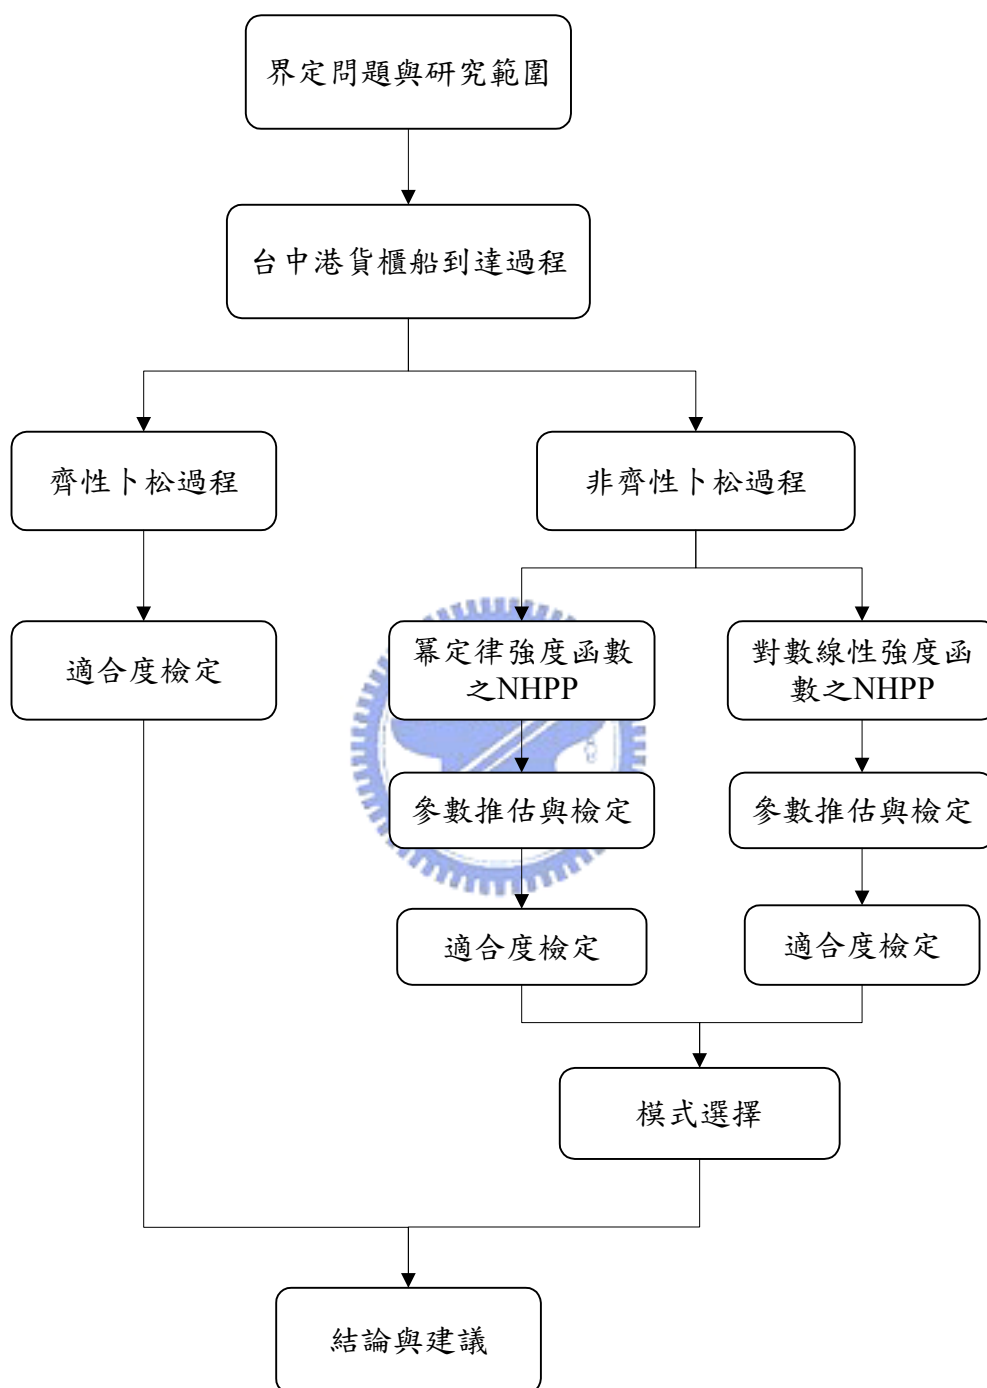 界定問題與研究範圍
台中港貨櫃船到達過程
齊性卜松過程
非齊性卜松過程
適合度檢定
冪定律強度函數
之NHPP
對數線性強度函
數之NHPP
參數推估與檢定
參數推估與檢定
適合度檢定
適合度檢定
模式選擇
結論與建議